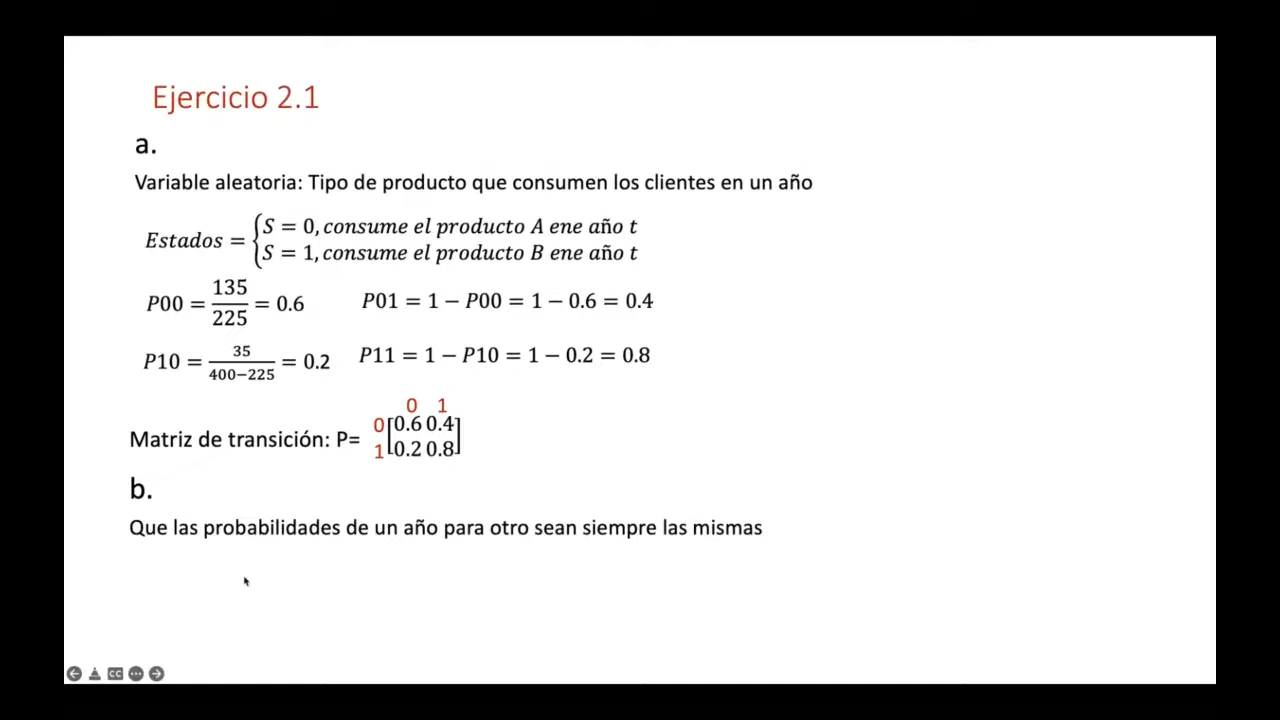 Ejercicio 2.1
a.
Variable aleatoria: Tipo de producto que consumen los clientes en un año
Estados = {S = 0, consume el producto A ene año t
S = 1, consume el producto B ene año t
P00 = 135/225 = 0.6 P01 = 1 − P00 = 1 − 0.6 = 0.4
P10 = 35/400−225 = 0.2 P11 = 1 − P10 = 1 − 0.2 = 0.8
0 1
Matriz de transición: P= 0 [0.6 0.4]
1 [0.2 0.8]
b.
Que las probabilidades de un año para otro sean siempre las mismas
CC